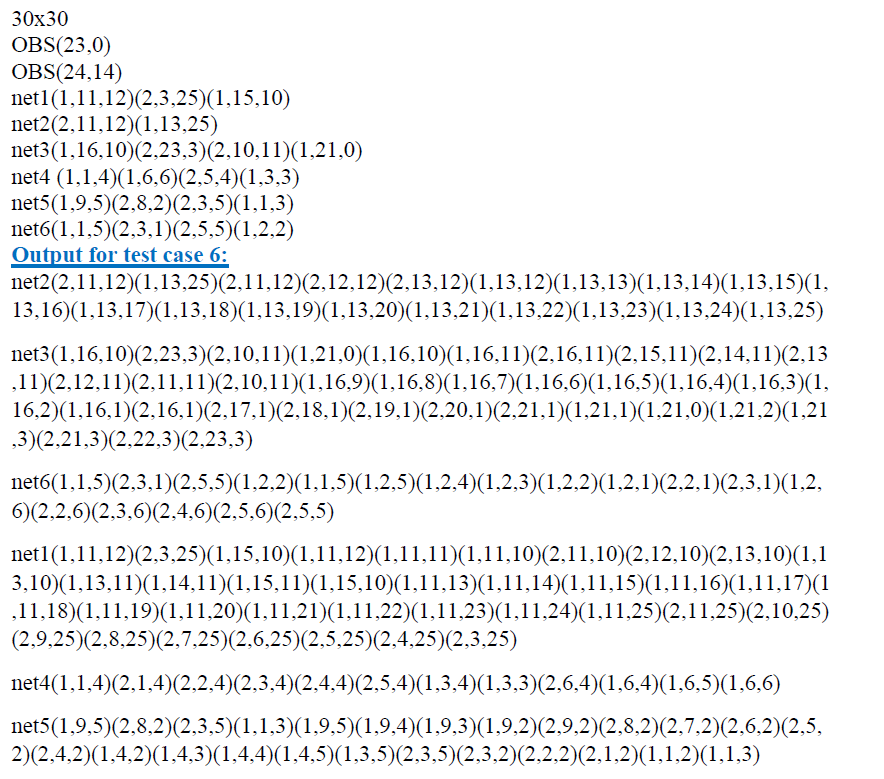 30x30
OBS(23,0)
OBS(24,14)
net1(1,11,12)(2,3,25)(1,15,10)
net2(2,11,12)(1,13,25)
net3(1,16,10)(2,23,3)(2,10,11)(1,21,0)
net4 (1,1,4)(1,6,6)(2,5,4)(1,3,3)
net5(1,9,5)(2,8,2)(2,3,5)(1,1,3)
net6(1,1,5)(2,3,1)(2,5,5)(1,2,2)
Output for test case 6:
net2(2,11,12)(1,13,25)(2,11,12)(2,12,12)(2,13,12)(1,13,12)(1,13,13)(1,13,14)(1,13,15)(1,
13,16)(1,13,17)(1,13,18)(1,13,19)(1,13,20)(1,13,21)(1,13,22)(1,13,23)(1,13,24)(1,13,25)
net3(1,16,10)(2,23,3)(2,10,11)(1,21,0)(1,16,10)(1,16,11)(2,16,11)(2,15,11)(2,14,11)(2,13
,11)(2,12,11)(2,11,11)(2,10,11)(1,16,9)(1,16,8)(1,16,7)(1,16,6)(1,16,5)(1,16,4)(1,16,3)(1,
16,2)(1,16,1)(2,16,1)(2,17,1)(2,18,1)(2,19,1)(2,20,1)(2,21,1)(1,21,1)(1,21,0)(1,21,2)(1,21
,3)(2,21,3)(2,22,3)(2,23,3)
net6(1,1,5)(2,3,1)(2,5,5)(1,2,2)(1,1,5)(1,2,5)(1,2,4)(1,2,3)(1,2,2)(1,2,1)(2,2,1)(2,3,1)(1,2,
6)(2,2,6)(2,3,6)(2,4,6)(2,5,6)(2,5,5)
net1(1,11,12)(2,3,25)(1,15,10)(1,11,12)(1,11,11)(1,11,10)(2,11,10)(2,12,10)(2,13,10)(1,1
3,10)(1,13,11)(1,14,11)(1,15,11)(1,15,10)(1,11,13)(1,11,14)(1,11,15)(1,11,16)(1,11,17)(1
,11,18)(1,11,19)(1,11,20)(1,11,21)(1,11,22)(1,11,23)(1,11,24)(1,11,25)(2,11,25)(2,10,25)
(2,9,25)(2,8,25)(2,7,25)(2,6,25)(2,5,25)(2,4,25)(2,3,25)
net4(1,1,4)(2,1,4)(2,2,4)(2,3,4)(2,4,4)(2,5,4)(1,3,4)(1,3,3)(2,6,4)(1,6,4)(1,6,5)(1,6,6)
net5(1,9,5)(2,8,2)(2,3,5)(1,1,3)(1,9,5)(1,9,4)(1,9,3)(1,9,2)(2,9,2)(2,8,2)(2,7,2)(2,6,2)(2,5,
2)(2,4,2)(1,4,2)(1,4,3)(1,4,4)(1,4,5)(1,3,5)(2,3,5)(2,3,2)(2,2,2)(2,1,2)(1,1,2)(1,1,3)